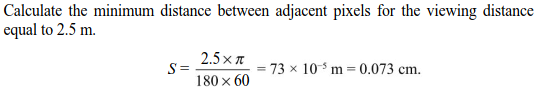 Calculate the minimum distance between adjacent pixels for the viewing distance
equal to 2.5 m.
S = 2.5 × π / 180 × 60 = 73 × 10⁻⁵ m = 0.073 cm.